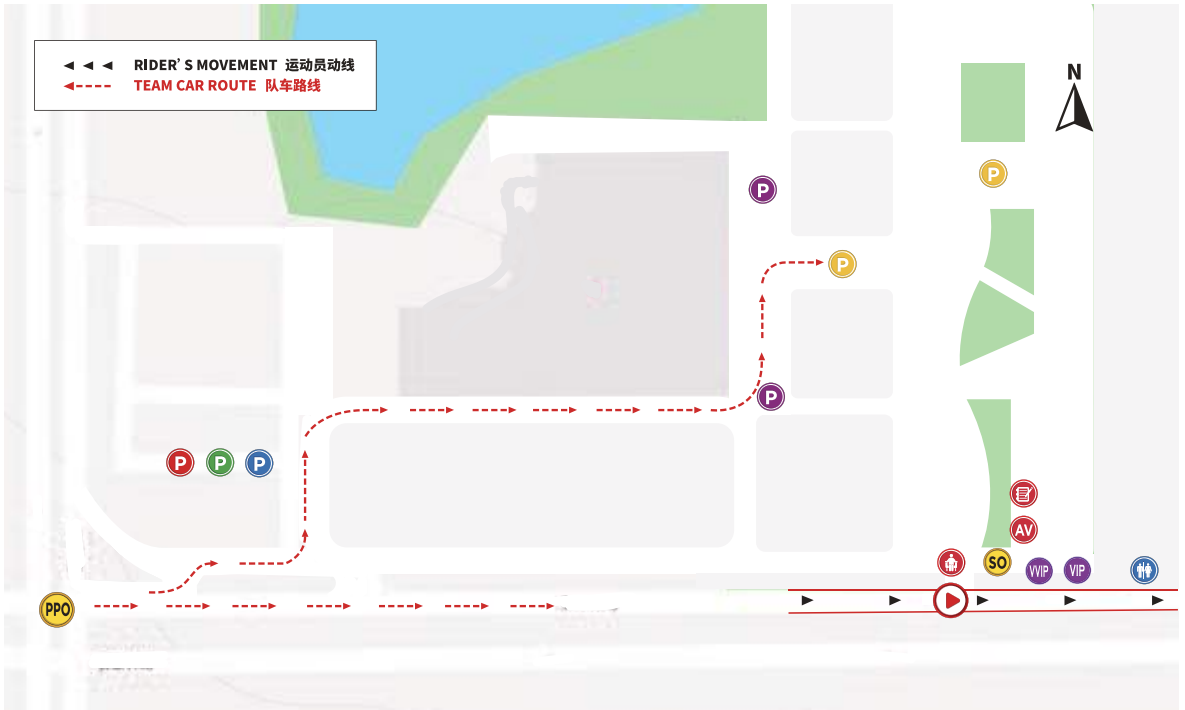 RIDER'S MOVEMENT 运动员动线
TEAM CAR ROUTE 队车路线
N
P
P
P
P
P P P
AV
SO
VVIP
VIP
PPO